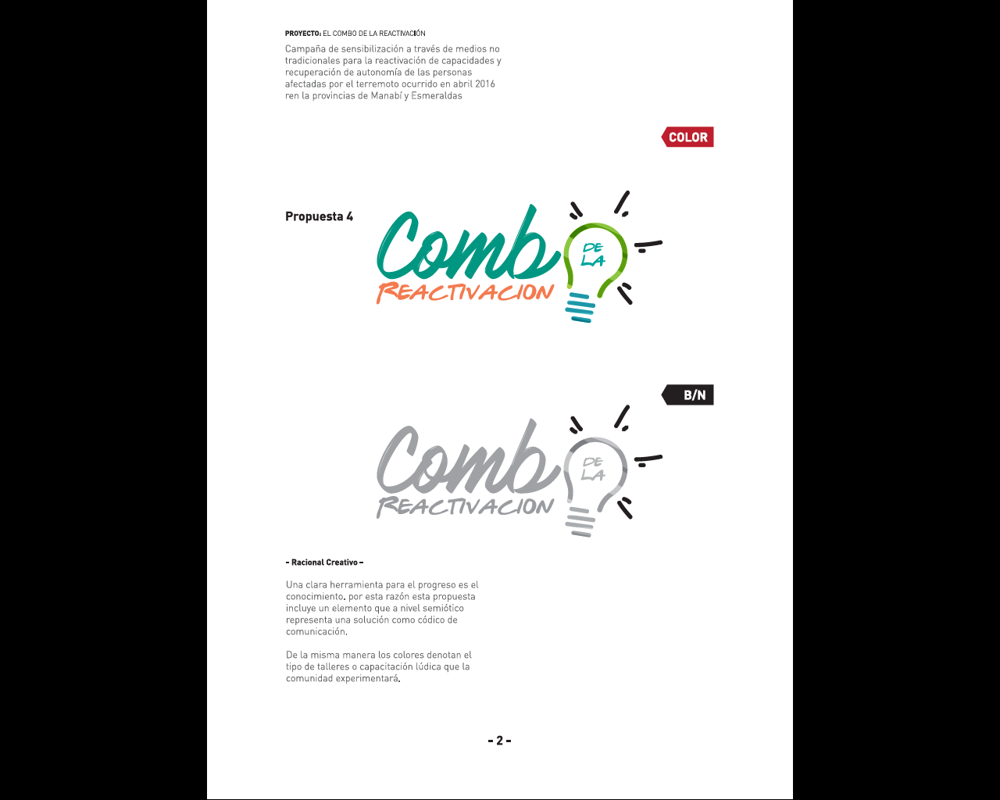 PROYECTO: EL COMBO DE LA REACTIVACIÓN
Campaña de sensibilización a través de medios no
tradicionales para la reactivación de capacidades y
recuperación de autonomía de las personas
afectadas por el terremoto ocurrido en abril 2016
ren la provincias de Manabí y Esmeraldas
COLOR
Propuesta 4
Comb
DE
LA
REACTIVACION
B/N
Comb
DE
LA
REACTIVACION
- Racional Creativo -
Una clara herramienta para el progreso es el
conocimiento. por esta razón esta propuesta
incluye un elemento que a nivel semiótico
representa una solución como códico de
comunicación.
De la misma manera los colores denotan el
tipo de talleres o capacitación lúdica que la
comunidad experimentará.
- 2 -